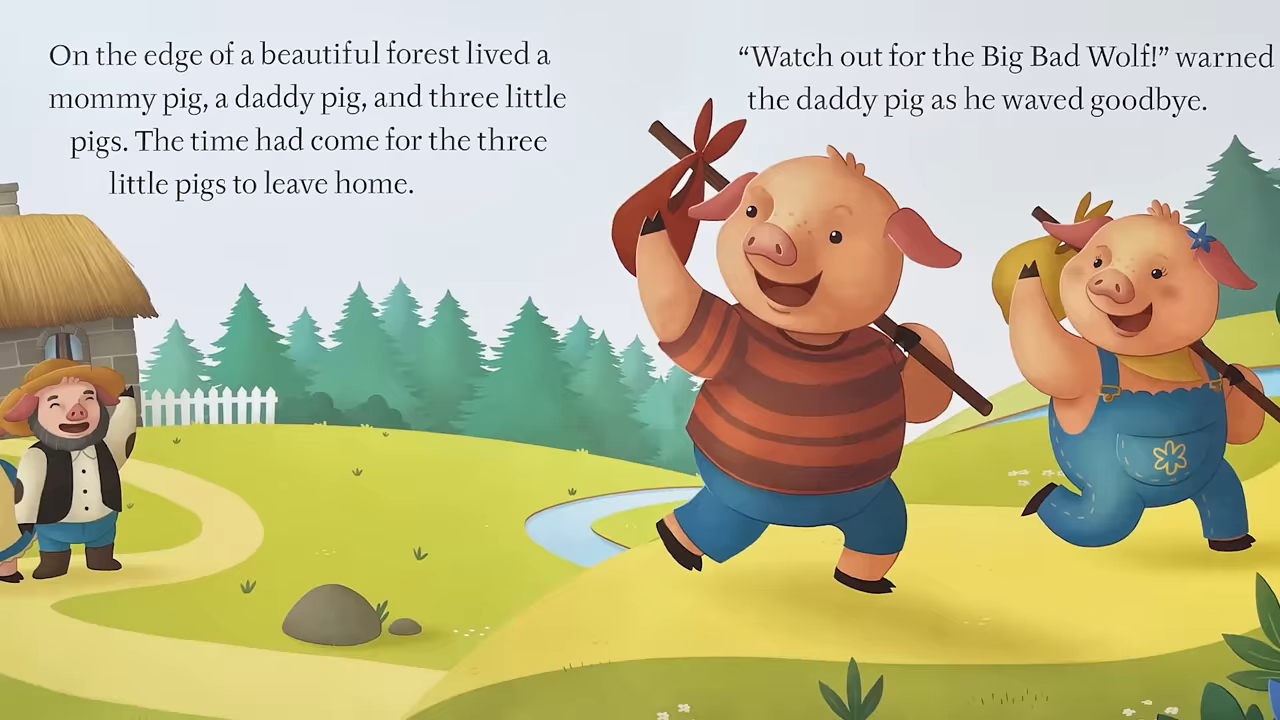 On the edge of a beautiful forest lived a
mommy pig, a daddy pig, and three little
pigs. The time had come for the three
little pigs to leave home.
“Watch out for the Big Bad Wolf!” warned
the daddy pig as he waved goodbye.